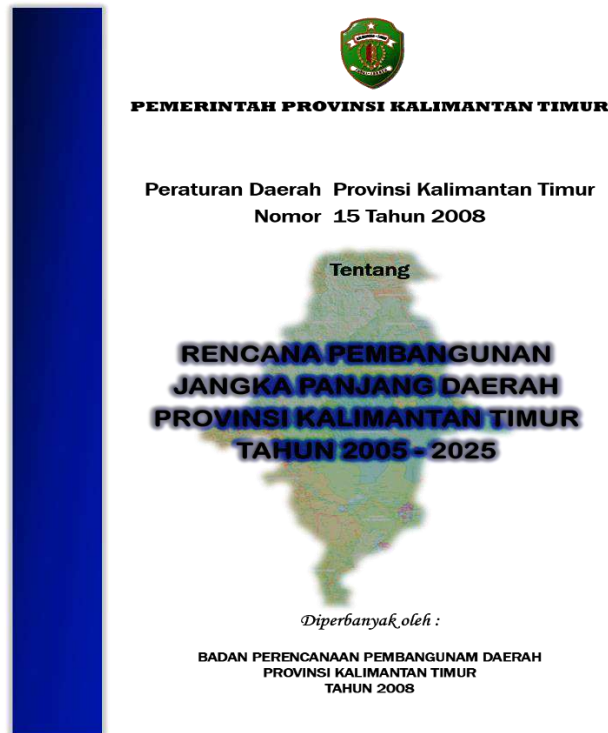 PEMERINTAH PROVINSI KALIMANTAN TIMUR
Peraturan Daerah Provinsi Kalimantan Timur
Nomor 15 Tahun 2008
Tentang
RENCANA PEMBANGUNAN
JANGKA PANJANG DAERAH
PROVINSI KALIMANTAN TIMUR
TAHUN 2005 - 2025
Diperbanyak oleh :
BADAN PERENCANAAN PEMBANGUNAM DAERAH
PROVINSI KALIMANTAN TIMUR
TAHUN 2008